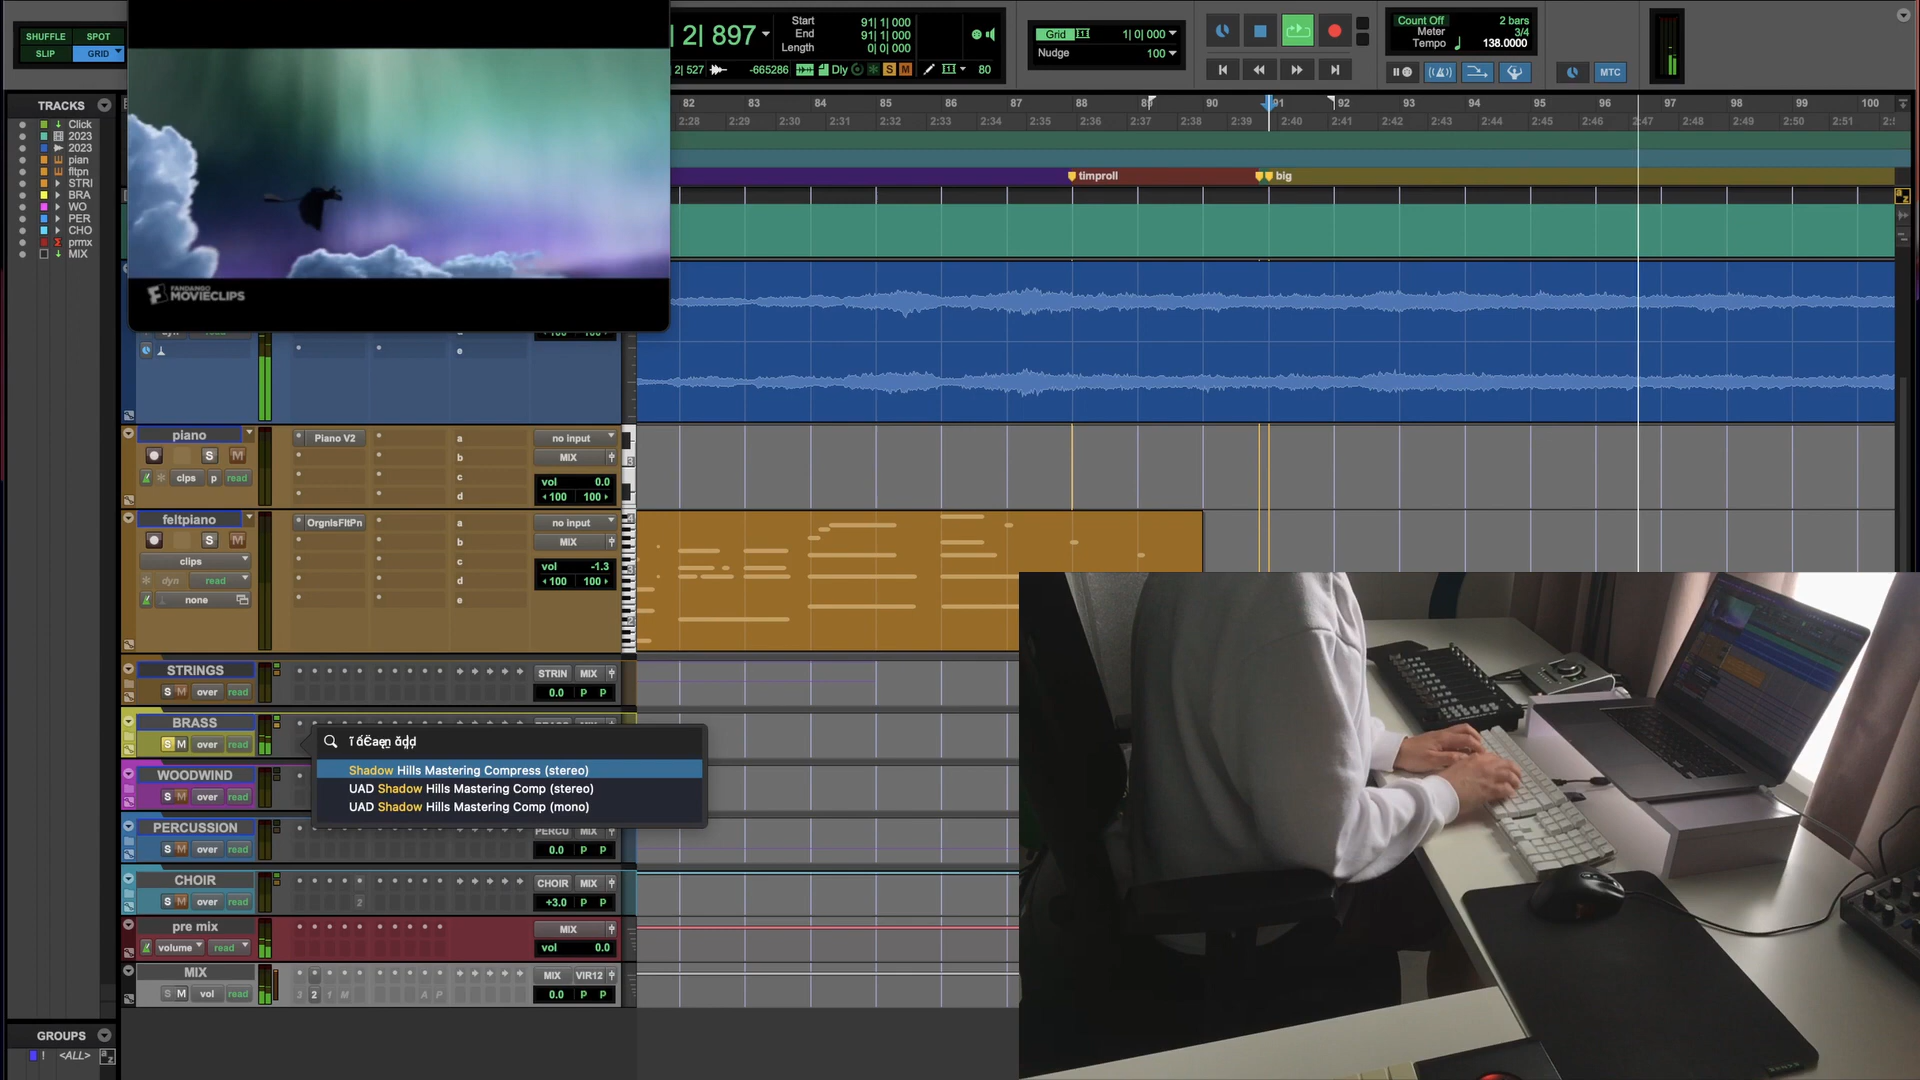 SHUFFLE SPOT
SLIP GRID
2| 897
Start 91| 1| 000
End 91| 1| 000
Length 0| 0| 000
2| 527 -665286 Dly S M 80
Grid 1| 0| 000
Nudge 100
Count Off 2 bars
Meter 3/4
Tempo 138.0000
MTC
TRACKS
Click
2023
2023
pian
fltpn
STRI
BRA
WO
PER
CHO
prmx
MIX
82 83 84 85 86 87 88 89 90 91 92 93 94 95 96 97 98 99 100
2:28 2:29 2:30 2:31 2:32 2:33 2:34 2:35 2:36 2:37 2:38 2:39 2:40 2:41 2:42 2:43 2:44 2:45 2:46 2:47 2:48 2:49 2:50 2:51
timproll big
FANDANGO
MOVIECLIPS
e
piano Piano V2 a no input
S M b MIX
clps p read c vol 0.0
d 100 100
feltpiano OrgnlsFltPn a no input
S M b MIX
clips c vol -1.3
dyn read d 100 100
none e
STRINGS STRIN MIX
S M over read 0.0 P P
BRASS
S M over read
Shadow Hills Mastering Compress (stereo)
UAD Shadow Hills Mastering Comp (stereo)
UAD Shadow Hills Mastering Comp (mono)
WOODWIND
S M over read
PERCUSSION PERCU MIX
S M over read 0.0 P P
CHOIR CHOIR MIX
S M over read 2 +3.0 P P
pre mix MIX
volume read vol 0.0
MIX MIX VIR12
S M vol read 3 2 1 M A P 0.0 P P
GROUPS
! <ALL>